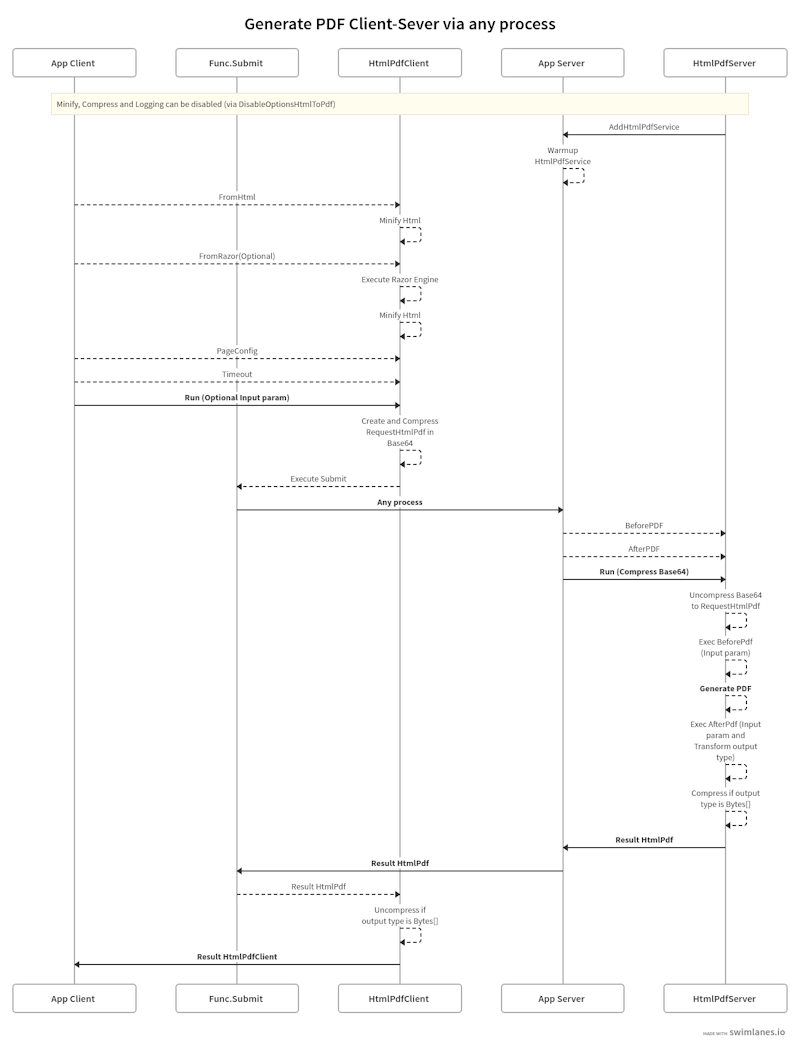 Generate PDF Client-Sever via any process
App Client
Func.Submit
HtmlPdfClient
App Server
HtmlPdfServer
Minify, Compress and Logging can be disabled (via DisableOptionsHtmlToPdf)
AddHtmlPdfService
Warmup
HtmlPdfService
FromHtml
Minify Html
FromRazor(Optional)
Execute Razor Engine
Minify Html
PageConfig
Timeout
Run (Optional Input param)
Create and Compress
RequestHtmlPdf in
Base64
Execute Submit
Any process
BeforePDF
AfterPDF
Run (Compress Base64)
Uncompress Base64
to RequestHtmlPdf
Exec BeforePdf
(Input param)
Generate PDF
Exec AfterPdf (Input
param and
Transform output
type)
Compress if output
type is Bytes[]
Result HtmlPdf
Result HtmlPdf
Result HtmlPdf
Uncompress if
output type is Bytes[]
Result HtmlPdfClient
App Client
Func.Submit
HtmlPdfClient
App Server
HtmlPdfServer
MADE WITH swimlanes.io